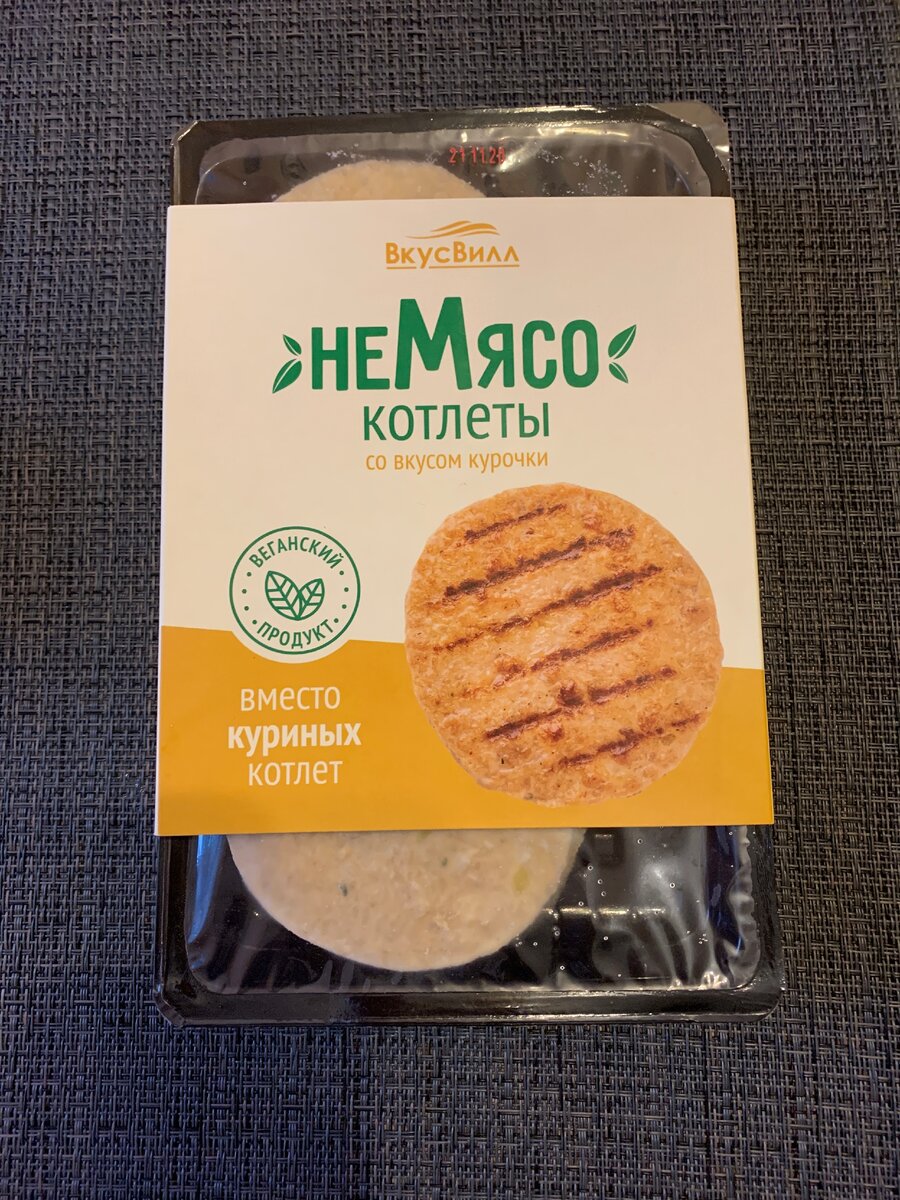 21 11 20
ВкусВилл
неМясо
котлеты
со вкусом курочки
ВЕГАНСКИЙ
ПРОДУКТ
вместо
куриных
котлет